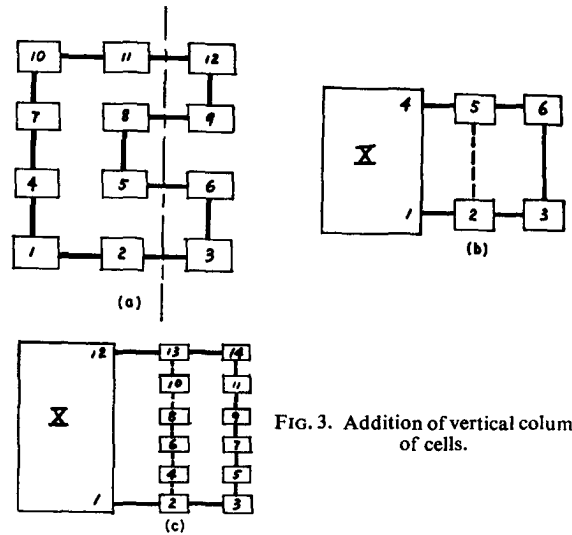 10 11 12
7 8 9
4 5 6
1 2 3
(a)
4 5 6
X
1 2 3
(b)
12 13 14
10 11
X 8 9
6 7
4 5
1 2 3
(c)
FIG. 3. Addition of vertical colum
of cells.